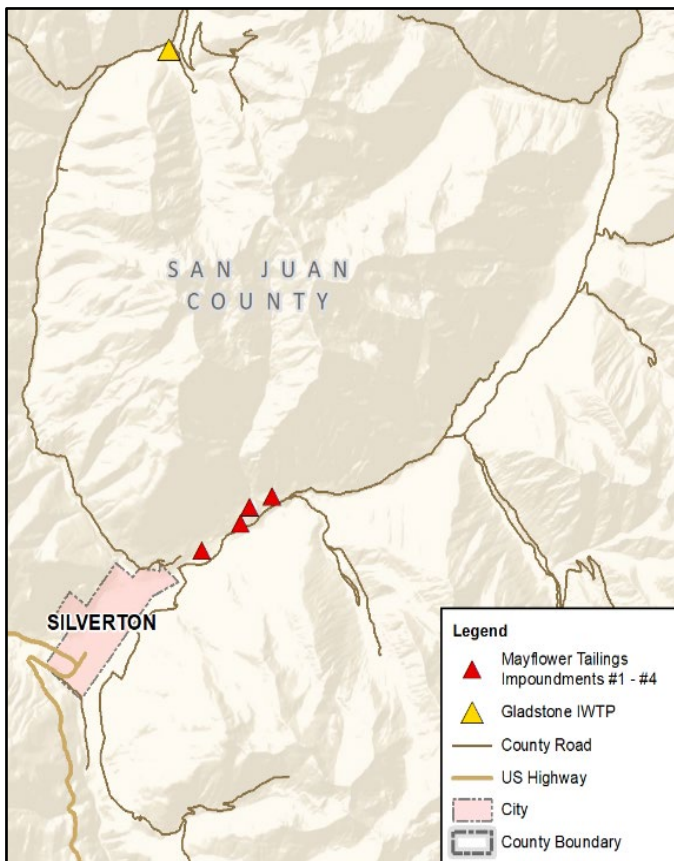 SAN JUAN
COUNTY
SILVERTON
Legend
Mayflower Tailings
Impoundments #1 - #4
Gladstone IWTP
County Road
US Highway
City
County Boundary